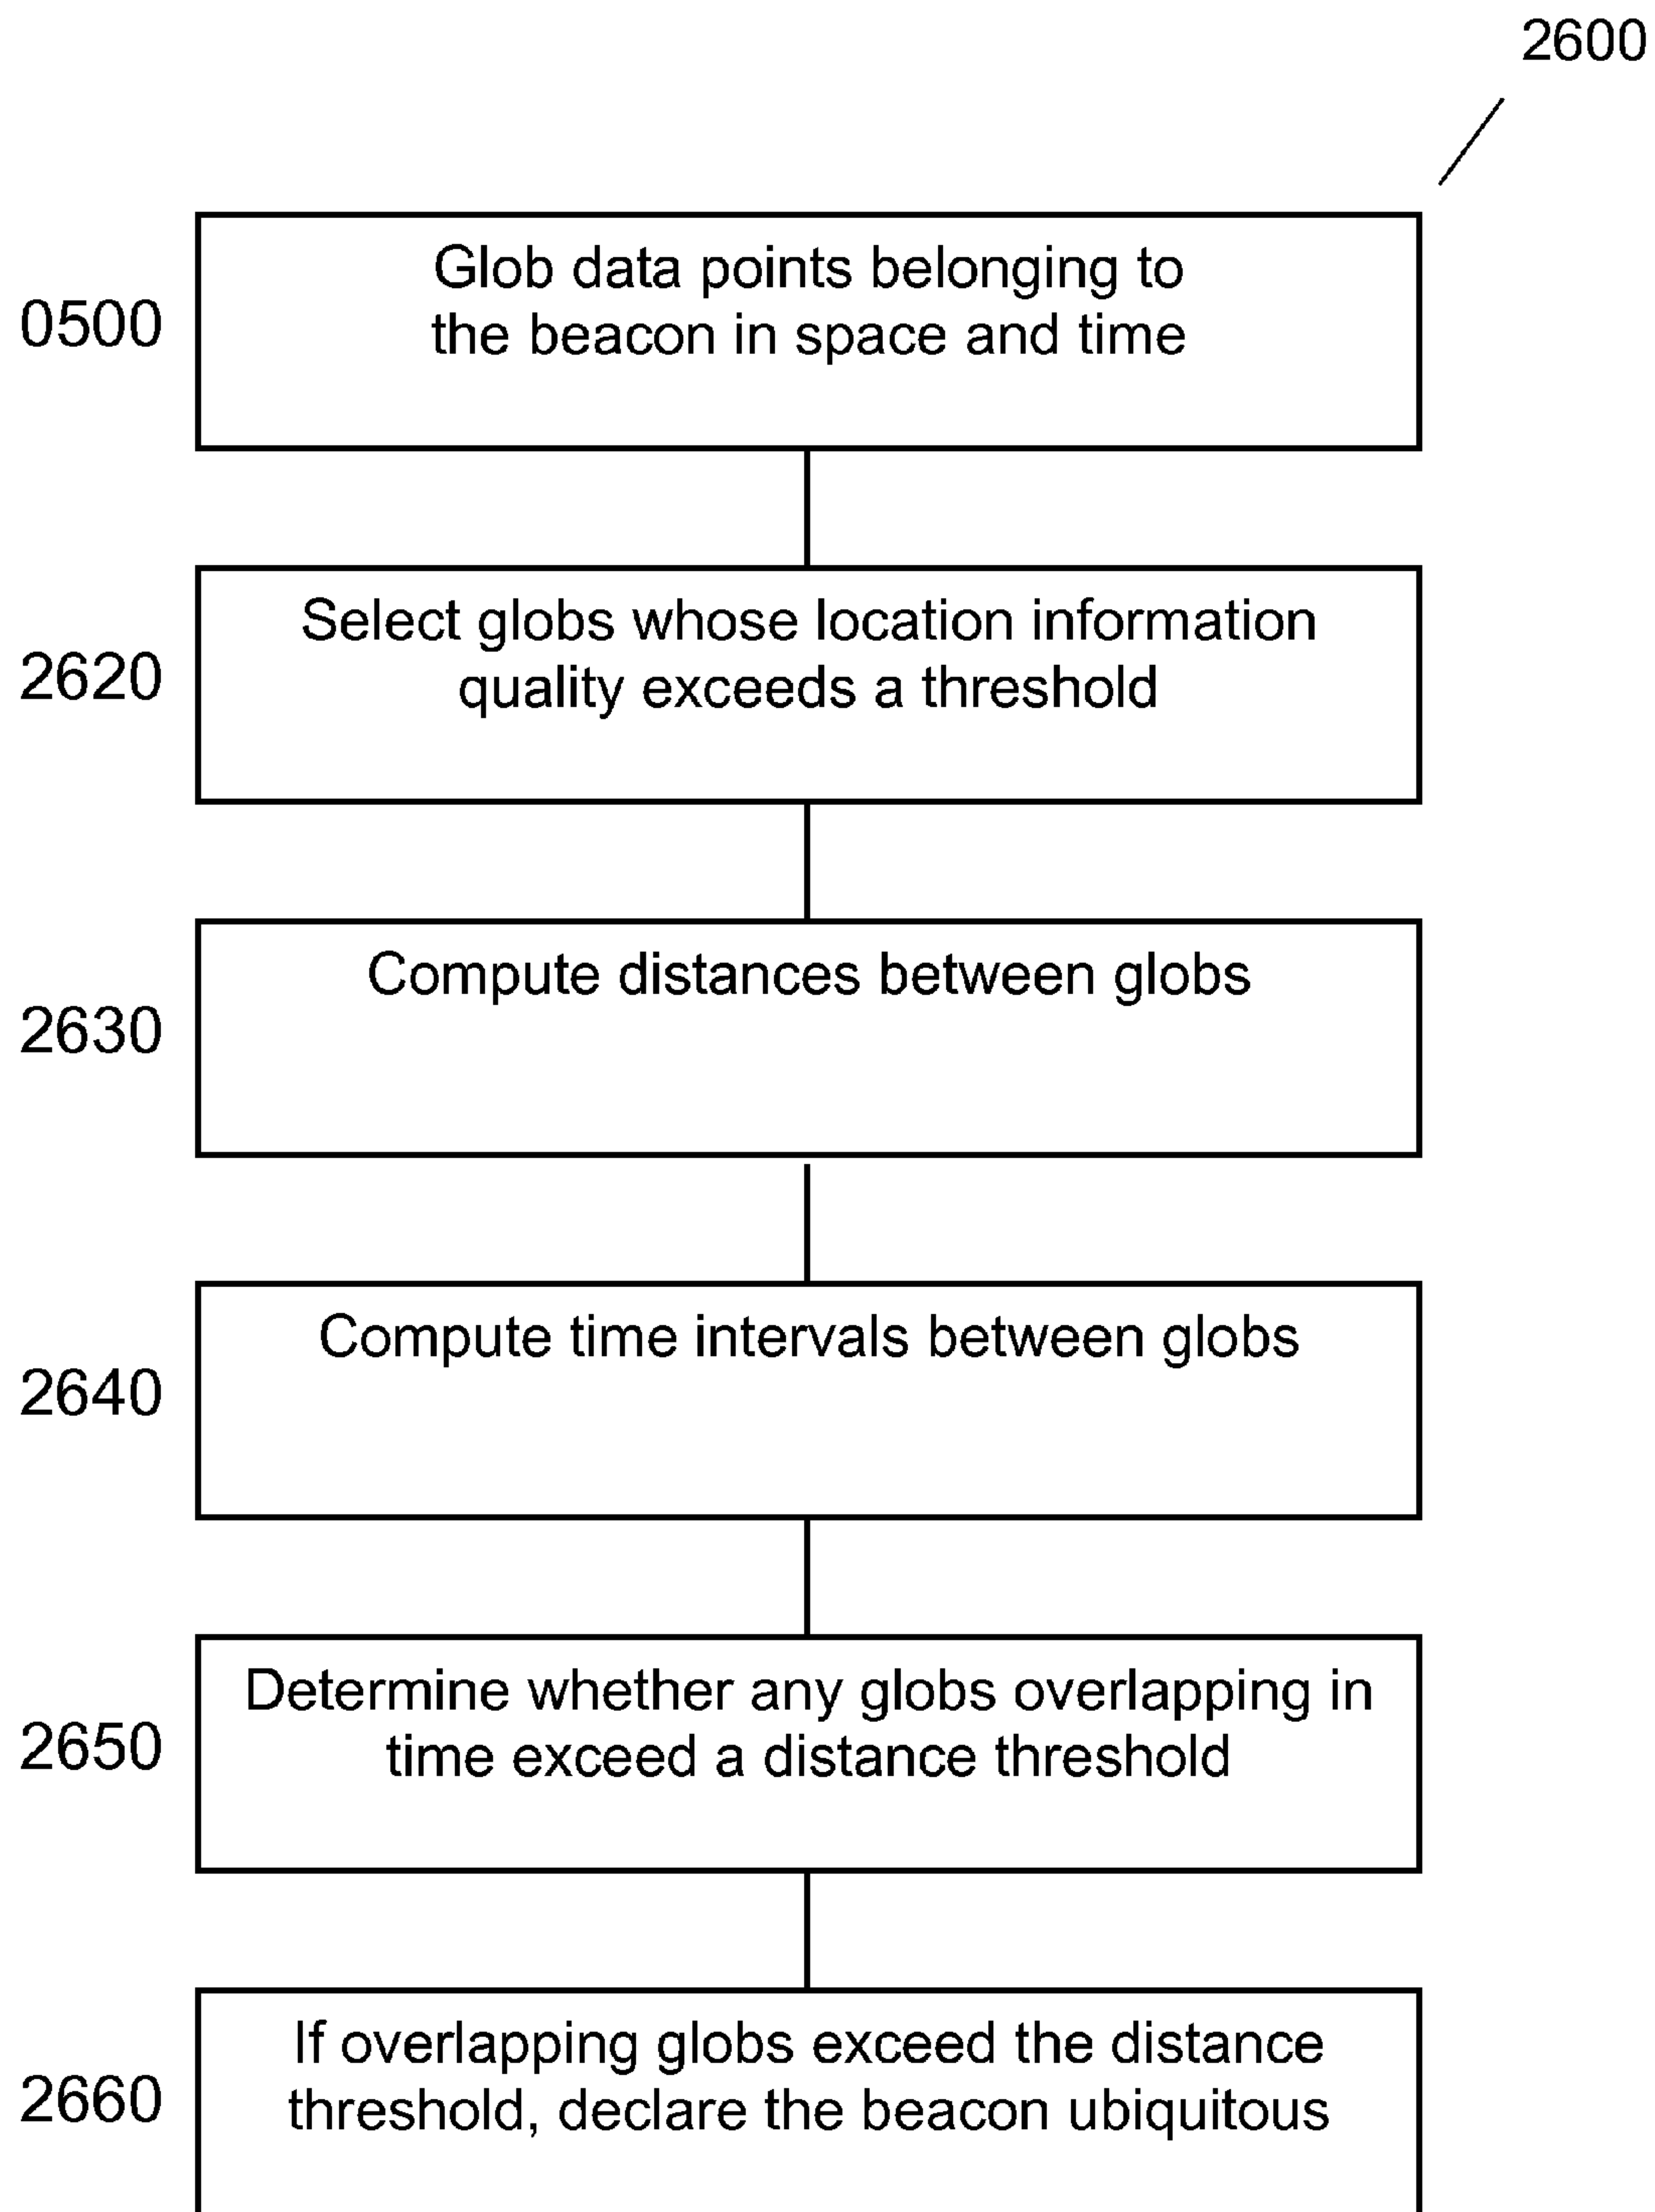 2600
0500
Glob data points belonging to
the beacon in space and time
2620
Select globs whose location information
quality exceeds a threshold
2630
Compute distances between globs
2640
Compute time intervals between globs
2650
Determine whether any globs overlapping in
time exceed a distance threshold
2660
If overlapping globs exceed the distance
threshold, declare the beacon ubiquitous